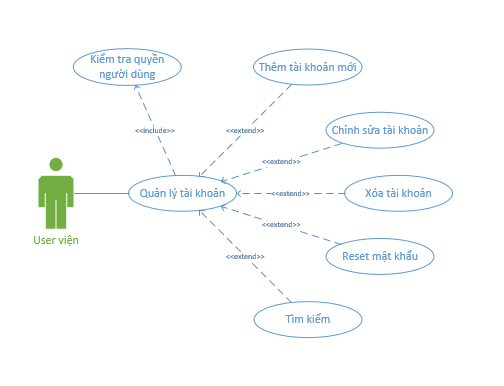 Kiểm tra quyền
người dùng
Thêm tài khoản mới
<<include>>
<<extend>>
Chỉnh sửa tài khoản
<<extend>>
Quản lý tài khoản
<<extend>>
Xóa tài khoản
<<extend>>
User viện
Reset mật khẩu
<<extend>>
Tìm kiếm